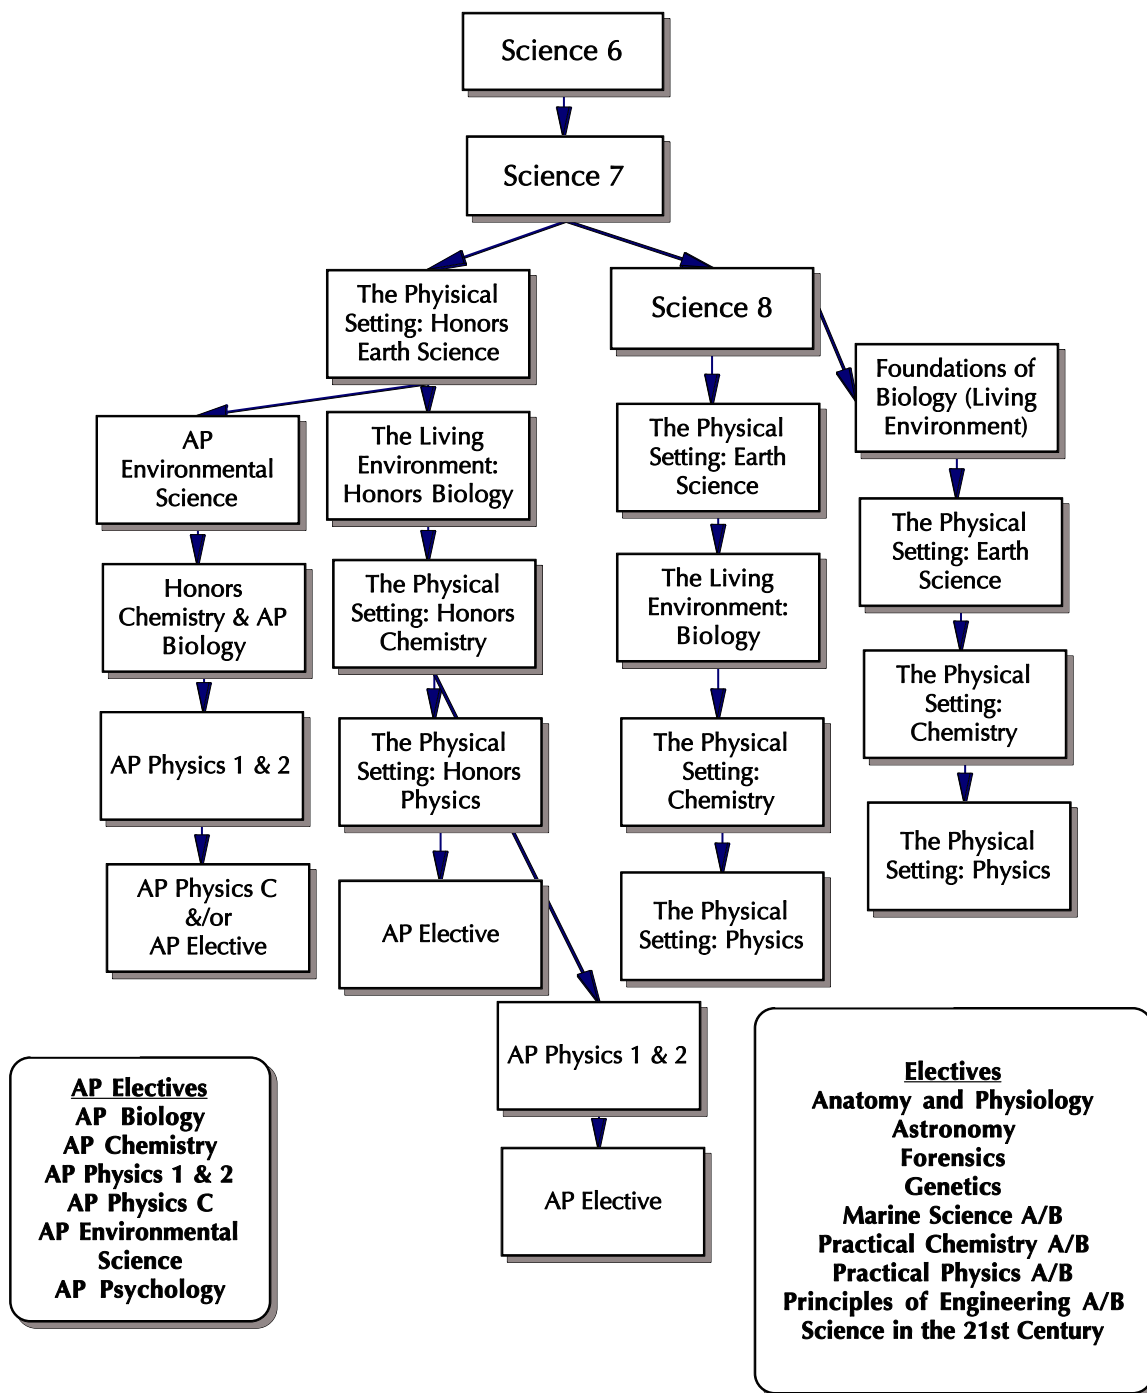 Science 6
Science 7
The Phyisical
Setting: Honors
Earth Science
Science 8
Foundations of
Biology (Living
Environment)
AP
Environmental
Science
The Living
Environment:
Honors Biology
The Physical
Setting: Earth
Science
The Physical
Setting: Earth
Science
Honors
Chemistry & AP
Biology
The Physical
Setting: Honors
Chemistry
The Living
Environment:
Biology
The Physical
Setting:
Chemistry
AP Physics 1 & 2
The Physical
Setting: Honors
Physics
The Physical
Setting:
Chemistry
The Physical
Setting: Physics
AP Physics C
&/or
AP Elective
AP Elective
The Physical
Setting: Physics
AP Physics 1 & 2
AP Elective
AP Electives
AP Biology
AP Chemistry
AP Physics 1 & 2
AP Physics C
AP Environmental
Science
AP Psychology
Electives
Anatomy and Physiology
Astronomy
Forensics
Genetics
Marine Science A/B
Practical Chemistry A/B
Practical Physics A/B
Principles of Engineering A/B
Science in the 21st Century